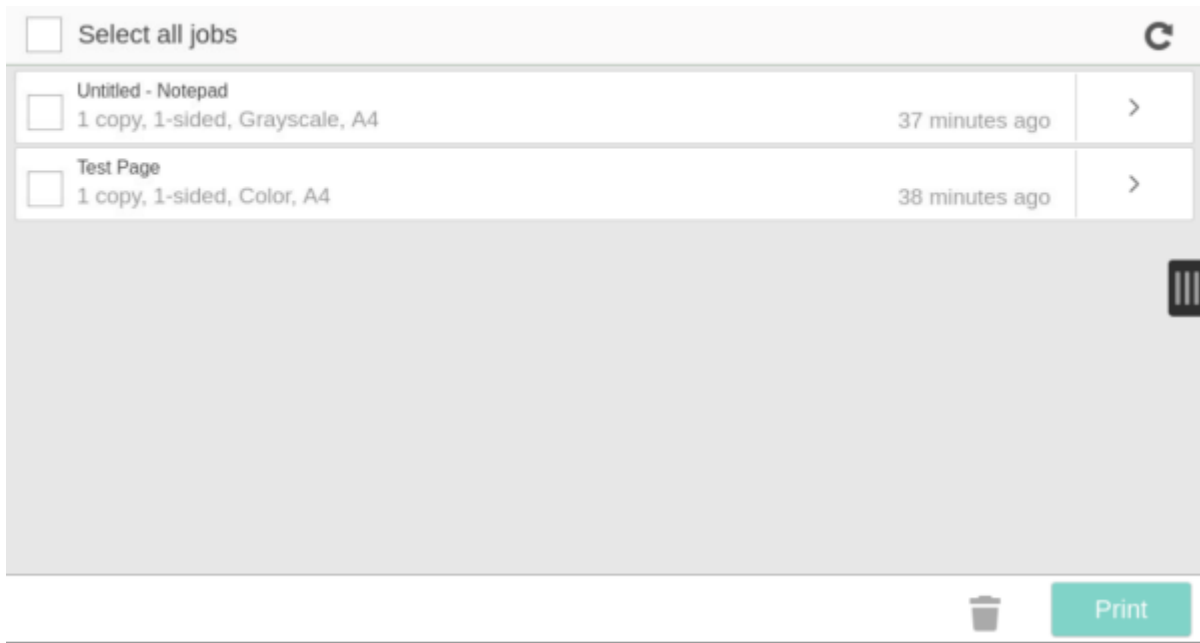 Select all jobs
Untitled - Notepad
1 copy, 1-sided, Grayscale, A4
37 minutes ago
Test Page
1 copy, 1-sided, Color, A4
38 minutes ago
Print